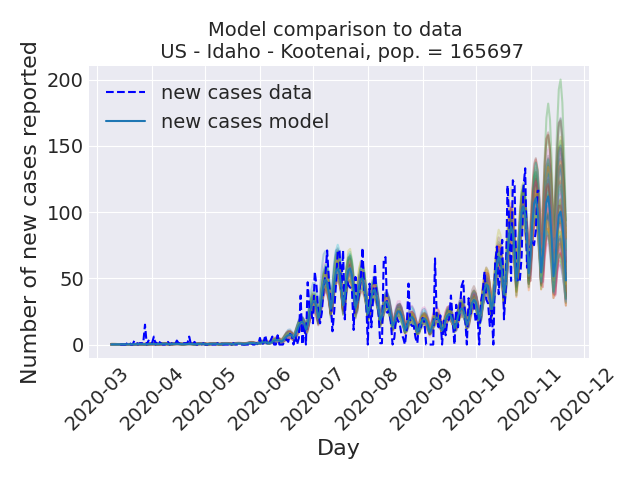 Model comparison to data
US - Idaho - Kootenai, pop. = 165697
Number of new cases reported
200
150
100
50
0
new cases data
new cases model
2020-03
2020-04
2020-05
2020-06
2020-07
2020-08
2020-09
2020-10
2020-11
2020-12
Day